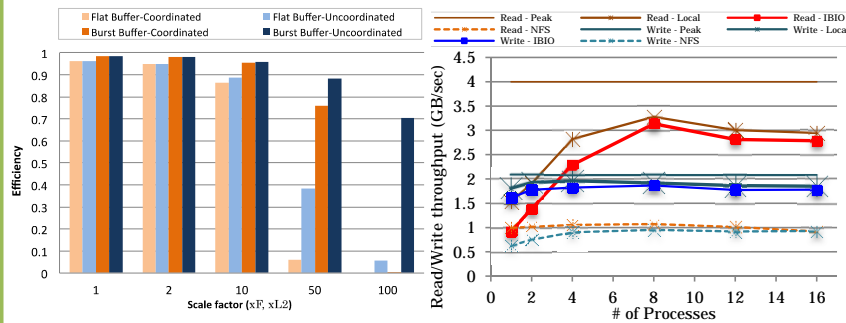 Flat Buffer-Coordinated Flat Buffer-Uncoordinated
Burst Buffer-Coordinated Burst Buffer-Uncoordinated
Efficiency
1
0.9
0.8
0.7
0.6
0.5
0.4
0.3
0.2
0.1
0
1 2 10 50 100
Scale factor (xF, xL2)
Read - Peak Read - Local Read - IBIO
Read - NFS Write - Peak Write - Loca
Write - IBIO Write - NFS
Read/Write throughput (GB/sec)
4.5
4
3.5
3
2.5
2
1.5
1
0.5
0
0 2 4 6 8 10 12 14 16
# of Processes